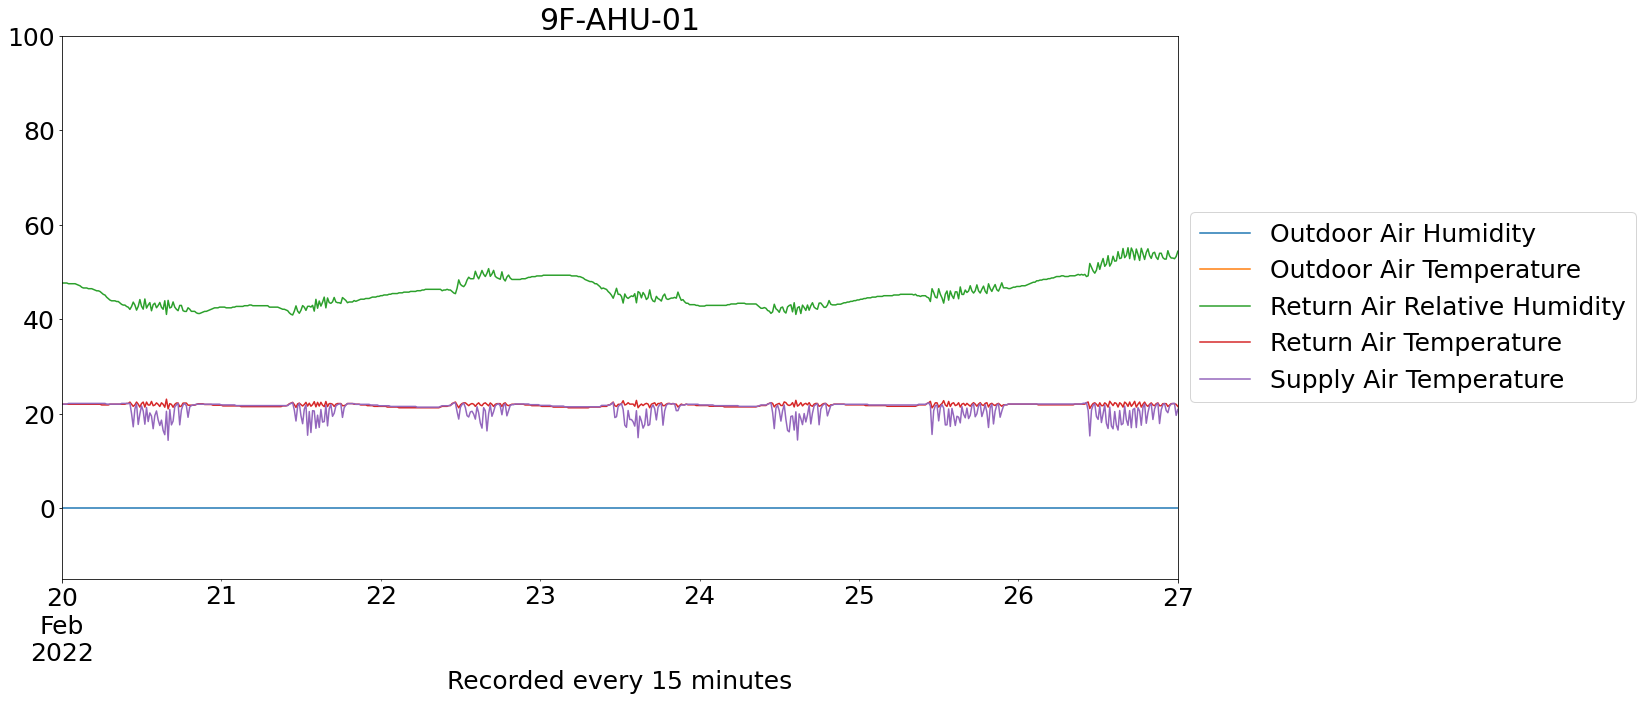 9F-AHU-01
100
80
60
40
20
0
20 21 22 23 24 25 26 27
Feb
2022
Recorded every 15 minutes
Outdoor Air Humidity
Outdoor Air Temperature
Return Air Relative Humidity
Return Air Temperature
Supply Air Temperature